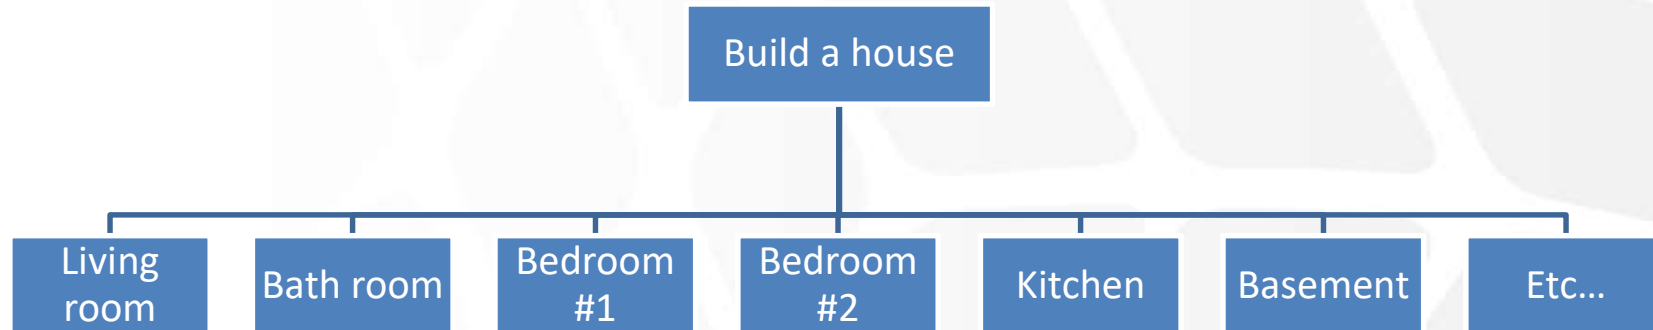 Build a house
Living
room
Bath room
Bedroom
#1
Bedroom
#2
Kitchen
Basement
Etc…